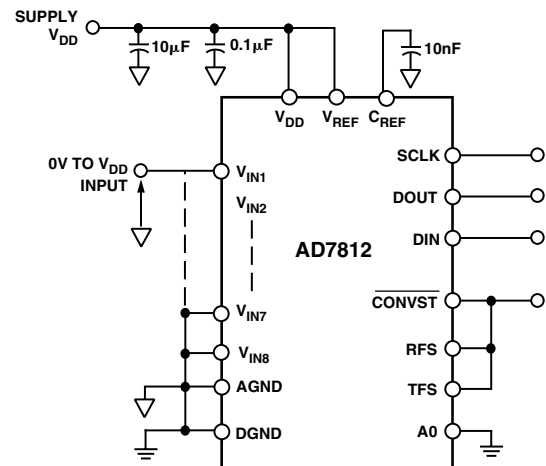 SUPPLY
V_DD
10μF
0.1μF
10nF
V_DD
V_REF
C_REF
0V TO V_DD
INPUT
V_IN1
V_IN2
V_IN7
V_IN8
AGND
DGND
AD7812
SCLK
DOUT
DIN
CONVST
RFS
TFS
A0